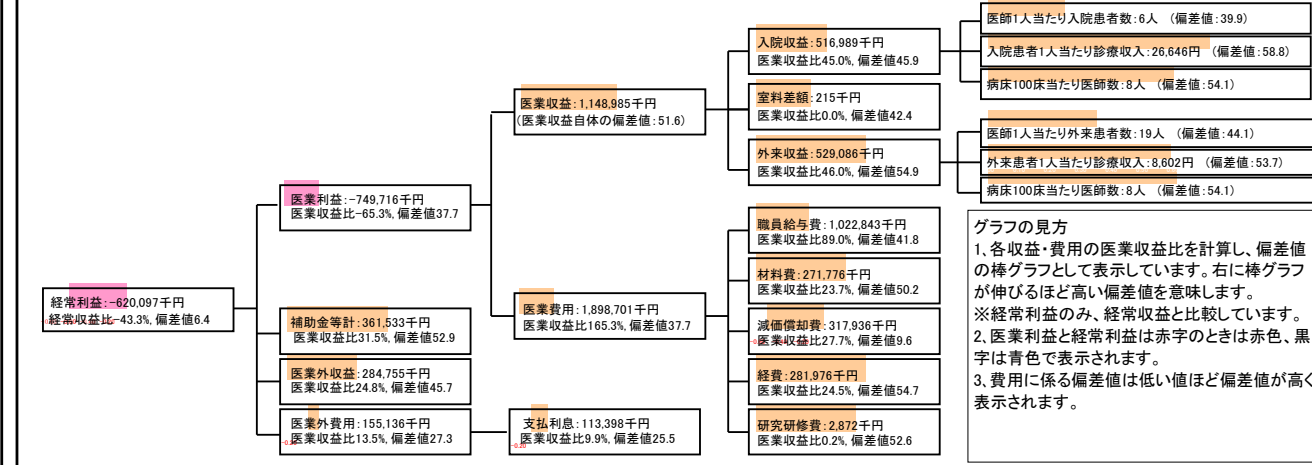 医師1人当たり入院患者数:6人 (偏差値:39.9)
入院収益:516,989千円
医業収益比45.0%, 偏差値45.9
入院患者1人当たり診療収入:26,646円 (偏差値:58.8)
病床100床当たり医師数:8人 (偏差値:54.1)
医業収益:1,148,985千円
(医業収益自体の偏差値:51.6)
室料差額:215千円
医業収益比0.0%, 偏差値42.4
医師1人当たり外来患者数:19人 (偏差値:44.1)
外来収益:529,086千円
医業収益比46.0%, 偏差値54.9
外来患者1人当たり診療収入:8,602円 (偏差値:53.7)
病床100床当たり医師数:8人 (偏差値:54.1)
医業利益:-749,716千円
医業収益比-65.3%, 偏差値37.7
職員給与費:1,022,843千円
医業収益比89.0%, 偏差値41.8
材料費:271,776千円
医業収益比23.7%, 偏差値50.2
経常利益:-620,097千円
経常収益比-43.3%, 偏差値6.4
医業費用:1,898,701千円
医業収益比165.3%, 偏差値37.7
補助金等計:361,533千円
医業収益比31.5%, 偏差値52.9
減価償却費:317,936千円
医業収益比27.7%, 偏差値9.6
医業外収益:284,755千円
医業収益比24.8%, 偏差値45.7
経費:281,976千円
医業収益比24.5%, 偏差値54.7
医業外費用:155,136千円
医業収益比13.5%, 偏差値27.3
支払利息:113,398千円
医業収益比9.9%, 偏差値25.5
研究研修費:2,872千円
医業収益比0.2%, 偏差値52.6
グラフの見方
1、各収益・費用の医業収益比を計算し、偏差値
の棒グラフとして表示しています。右に棒グラフ
が伸びるほど高い偏差値を意味します。
※経常利益のみ、経常収益と比較しています。
2、医業利益と経常利益は赤字のときは赤色、黒
字は青色で表示されます。
3、費用に係る偏差値は低い値ほど偏差値が高く
表示されます。